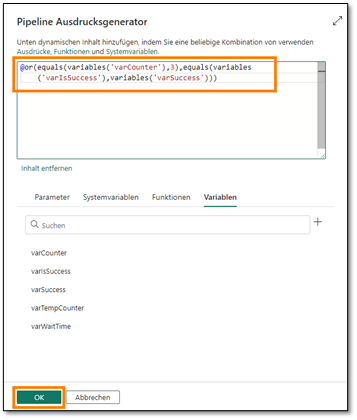 Pipeline Ausdrucksgenerator
Unten dynamischen Inhalt hinzufügen, indem Sie eine beliebige Kombination von verwenden
Ausdrücke, Funktionen und Systemvariablen.
@or(equals(variables('varCounter'),3),equals(variables
('varIsSuccess'),variables('varSuccess')))
Inhalt entfernen
Parameter Systemvariablen Funktionen Variablen
Suchen
varCounter
varIsSuccess
varSuccess
varTempCounter
varWaitTime
OK Abbrechen